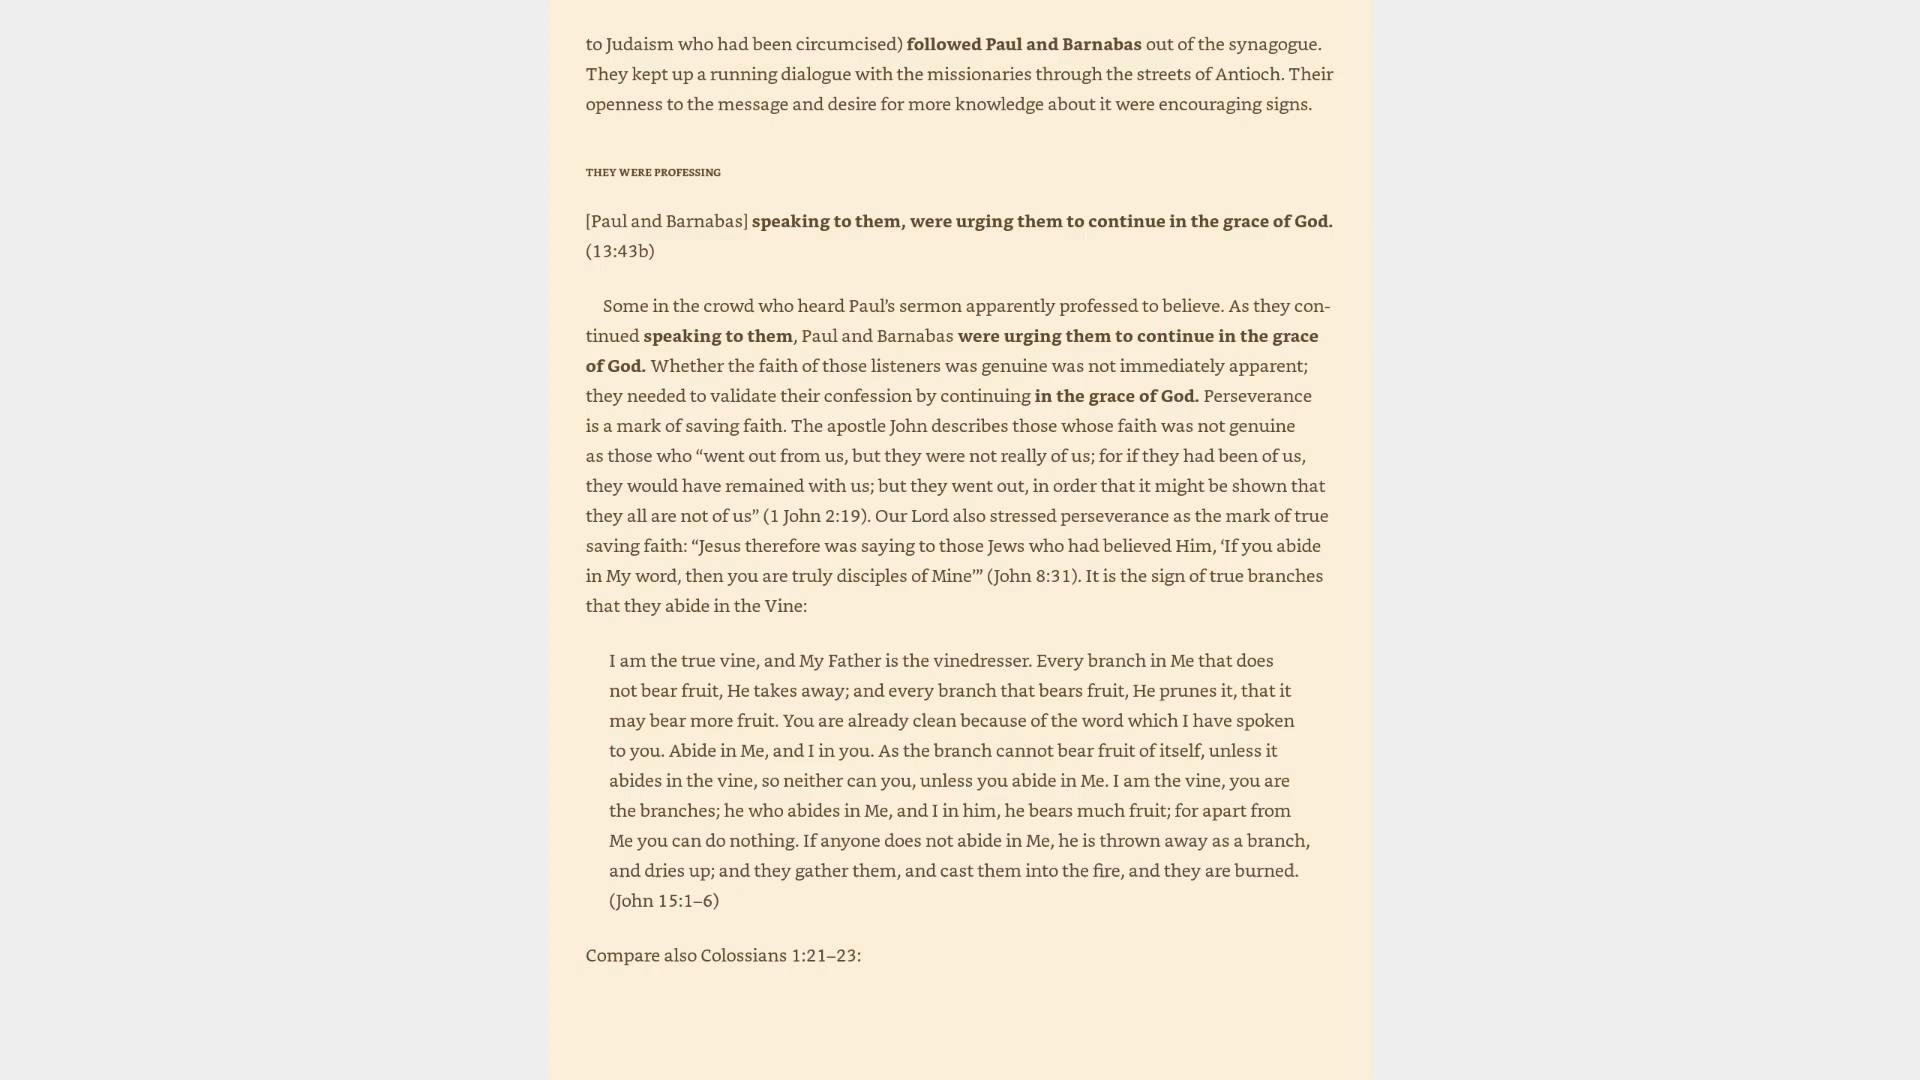 to Judaism who had been circumcised) followed Paul and Barnabas out of the synagogue.
They kept up a running dialogue with the missionaries through the streets of Antioch. Their
openness to the message and desire for more knowledge about it were encouraging signs.
THEY WERE PROFESSING
[Paul and Barnabas] speaking to them, were urging them to continue in the grace of God.
(13:43b)
Some in the crowd who heard Paul’s sermon apparently professed to believe. As they con-
tinued speaking to them, Paul and Barnabas were urging them to continue in the grace
of God. Whether the faith of those listeners was genuine was not immediately apparent;
they needed to validate their confession by continuing in the grace of God. Perseverance
is a mark of saving faith. The apostle John describes those whose faith was not genuine
as those who “went out from us, but they were not really of us; for if they had been of us,
they would have remained with us; but they went out, in order that it might be shown that
they all are not of us” (1 John 2:19). Our Lord also stressed perseverance as the mark of true
saving faith: “Jesus therefore was saying to those Jews who had believed Him, ‘If you abide
in My word, then you are truly disciples of Mine’” (John 8:31). It is the sign of true branches
that they abide in the Vine:
I am the true vine, and My Father is the vinedresser. Every branch in Me that does
not bear fruit, He takes away; and every branch that bears fruit, He prunes it, that it
may bear more fruit. You are already clean because of the word which I have spoken
to you. Abide in Me, and I in you. As the branch cannot bear fruit of itself, unless it
abides in the vine, so neither can you, unless you abide in Me. I am the vine, you are
the branches; he who abides in Me, and I in him, he bears much fruit; for apart from
Me you can do nothing. If anyone does not abide in Me, he is thrown away as a branch,
and dries up; and they gather them, and cast them into the fire, and they are burned.
(John 15:1–6)
Compare also Colossians 1:21–23: